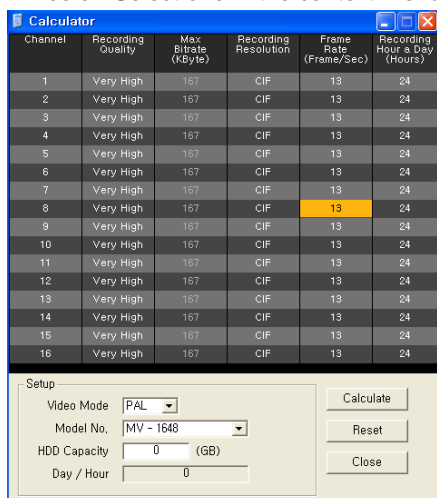 Calculator
Channel Recording Quality Max Bitrate (KByte) Recording Resolution Frame Rate (Frame/Sec) Recording Hour a Day (Hours)
1 Very High 167 CIF 13 24
2 Very High 167 CIF 13 24
3 Very High 167 CIF 13 24
4 Very High 167 CIF 13 24
5 Very High 167 CIF 13 24
6 Very High 167 CIF 13 24
7 Very High 167 CIF 13 24
8 Very High 167 CIF 13 24
9 Very High 167 CIF 13 24
10 Very High 167 CIF 13 24
11 Very High 167 CIF 13 24
12 Very High 167 CIF 13 24
13 Very High 167 CIF 13 24
14 Very High 167 CIF 13 24
15 Very High 167 CIF 13 24
16 Very High 167 CIF 13 24
Setup
Video Mode PAL
Model No, MV - 1648
HDD Capacity 0 (GB)
Day / Hour 0
Calculate
Reset
Close